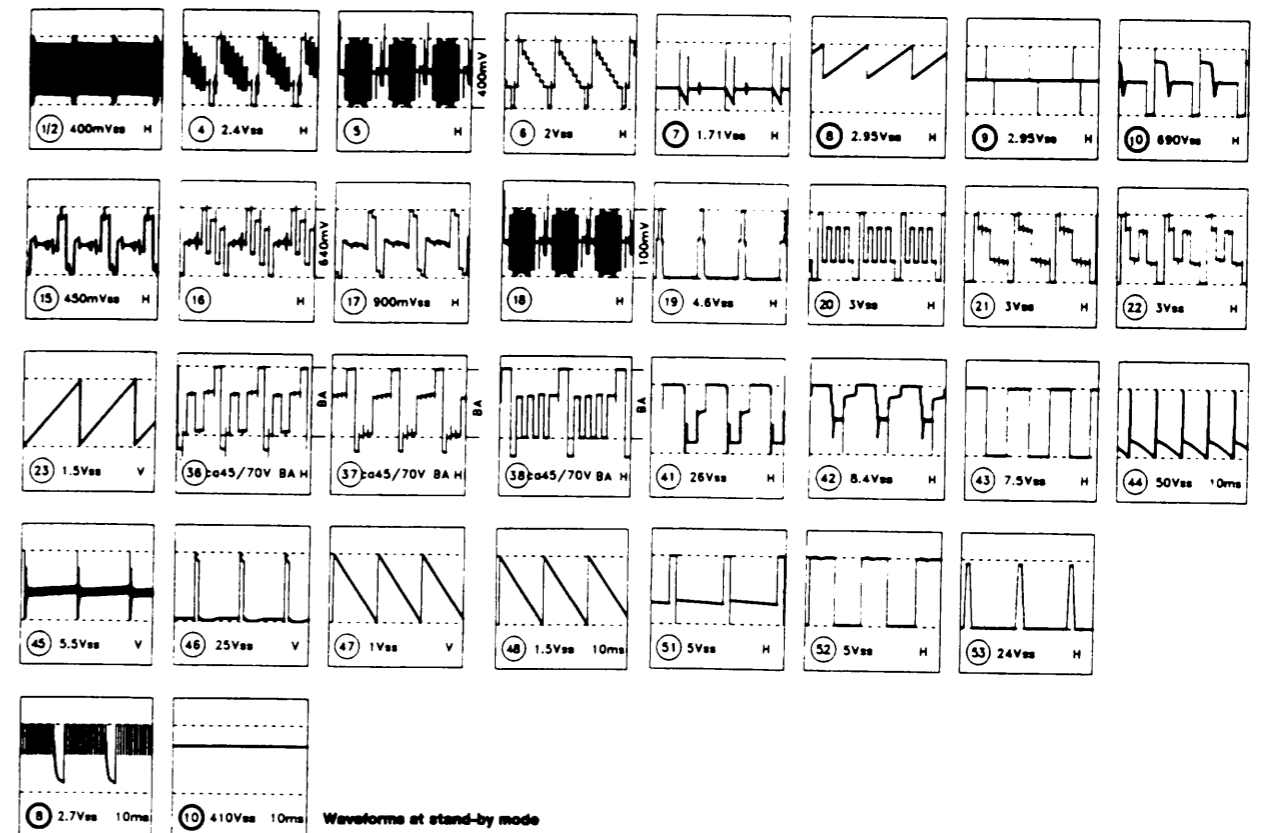 1/2 400mVss H
4 2.4Vss H
5 H 400mV
6 2Vss H
7 1.71Vss H
8 2.95Vss H
9 2.95Vss H
10 690Vss H
15 450mVss H
16 H 640mV
17 900mVss H
18 H 100mV
19 4.6Vss H
20 3Vss H
21 3Vss H
22 3Vss H
23 1.5Vss V
36 ca45/70V BA H BA
37 ca45/70V BA H BA
38 ca45/70V BA H BA
41 26Vss H
42 8.4Vss H
43 7.5Vss H
44 50Vss 10ms
45 5.5Vss V
46 25Vss V
47 1Vss V
48 1.5Vss 10ms
51 5Vss H
52 5Vss H
53 24Vss H
8 2.7Vss 10ms
10 410Vss 10ms
Waveforms at stand-by mode